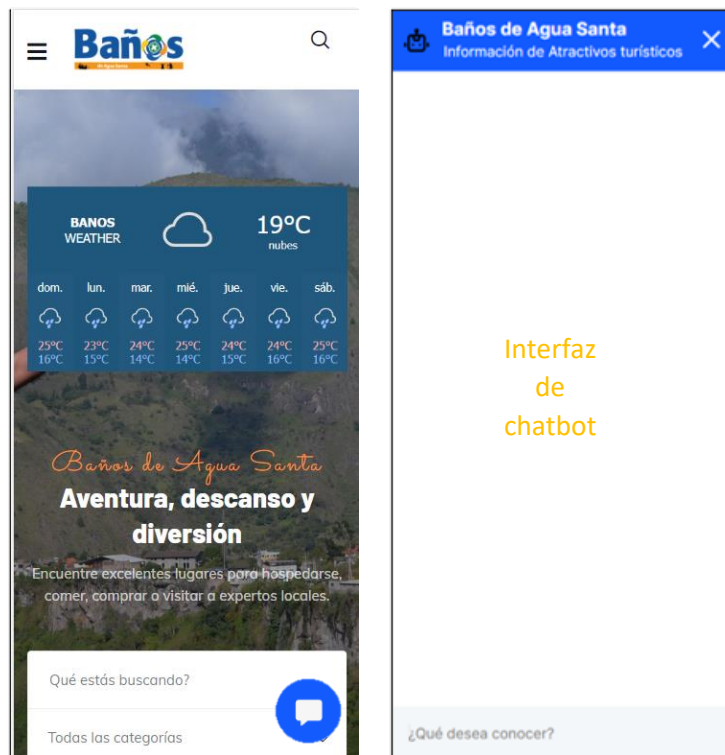 Baños
BANOS
WEATHER
19°C
nubes
dom. lun. mar. mié. jue. vie. sáb.
25°C 23°C 24°C 25°C 24°C 24°C 25°C
16°C 15°C 14°C 14°C 15°C 16°C 16°C
Baños de Agua Santa
Aventura, descanso y
diversión
Encuentre excelentes lugares para hospedarse,
comer, comprar o visitar a expertos locales.
Qué estás buscando?
Todas las categorías
Baños de Agua Santa
Información de Atractivos turísticos
Interfaz
de
chatbot
¿Qué desea conocer?